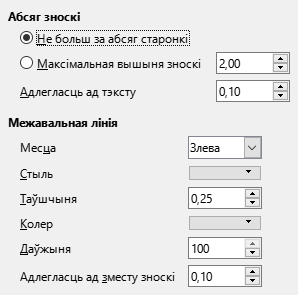 Абсяг зноскі
Не больш за абсяг старонкі
Максімальная вышыня зноскі 2,00
Адлегласць ад тэксту 0,10
Межавальная лінія
Месца Злева
Стыль
Таўшчыня 0,25
Колер
Даўжыня 100
Адлегласць ад зместу зноскі 0,10